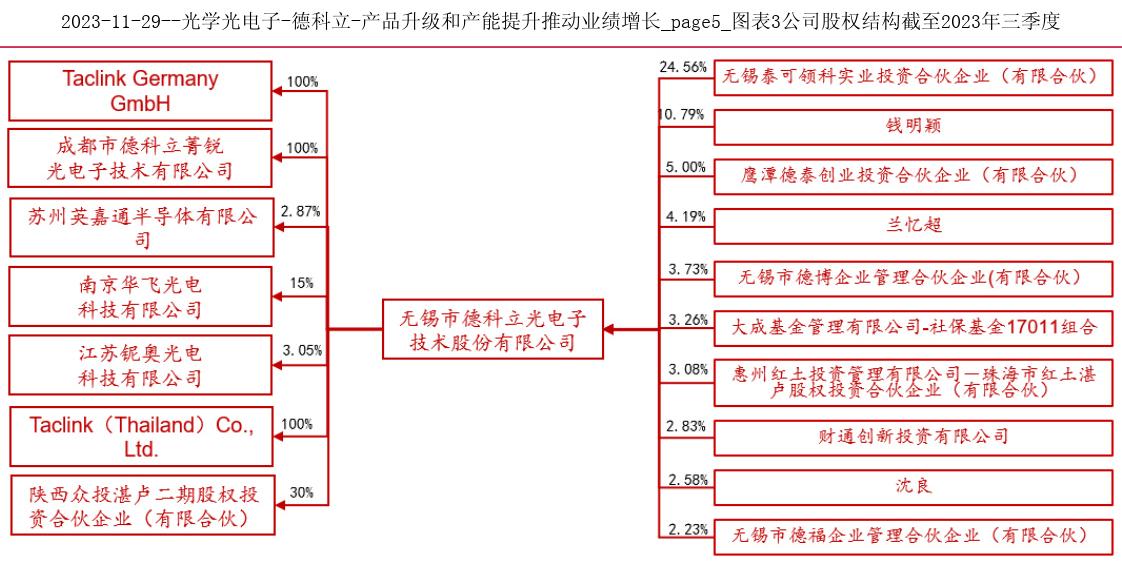 2023-11-29--光学光电子-德科立-产品升级和产能提升推动业绩增长_page5_图表3公司股权结构截至2023年三季度
Taclink Germany
GmbH
100%
成都市德科立菁锐
光电子技术有限公司
100%
苏州英嘉通半导体有限公
司
2.87%
南京华飞光电
科技有限公司
15%
江苏铌奥光电
科技有限公司
3.05%
Taclink（Thailand）Co.,
Ltd.
100%
陕西众投湛卢二期股权投
资合伙企业（有限合伙）
30%
无锡市德科立光电子
技术股份有限公司
24.56%
无锡泰可领科实业投资合伙企业（有限合伙）
10.79%
钱明颖
5.00%
鹰潭德泰创业投资合伙企业（有限合伙）
4.19%
兰忆超
3.73%
无锡市德博企业管理合伙企业(有限合伙）
3.26%
大成基金管理有限公司-社保基金17011组合
3.08%
惠州红土投资管理有限公司－珠海市红土湛
卢股权投资合伙企业（有限合伙）
2.83%
财通创新投资有限公司
2.58%
沈良
2.23%
无锡市德福企业管理合伙企业（有限合伙）